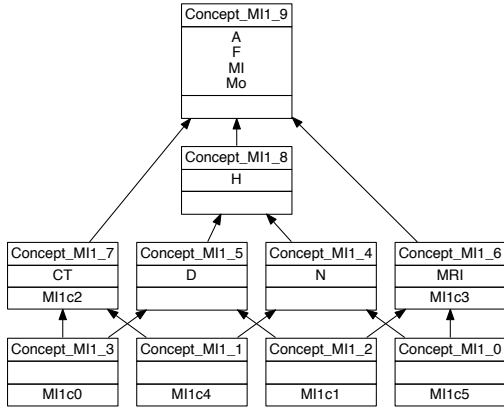 Concept_MI1_9
A
F
MI
Mo
Concept_MI1_8
H
Concept_MI1_7
CT
MI1c2
Concept_MI1_5
D
Concept_MI1_4
N
Concept_MI1_6
MRI
MI1c3
Concept_MI1_3
MI1c0
Concept_MI1_1
MI1c4
Concept_MI1_2
MI1c1
Concept_MI1_0
MI1c5